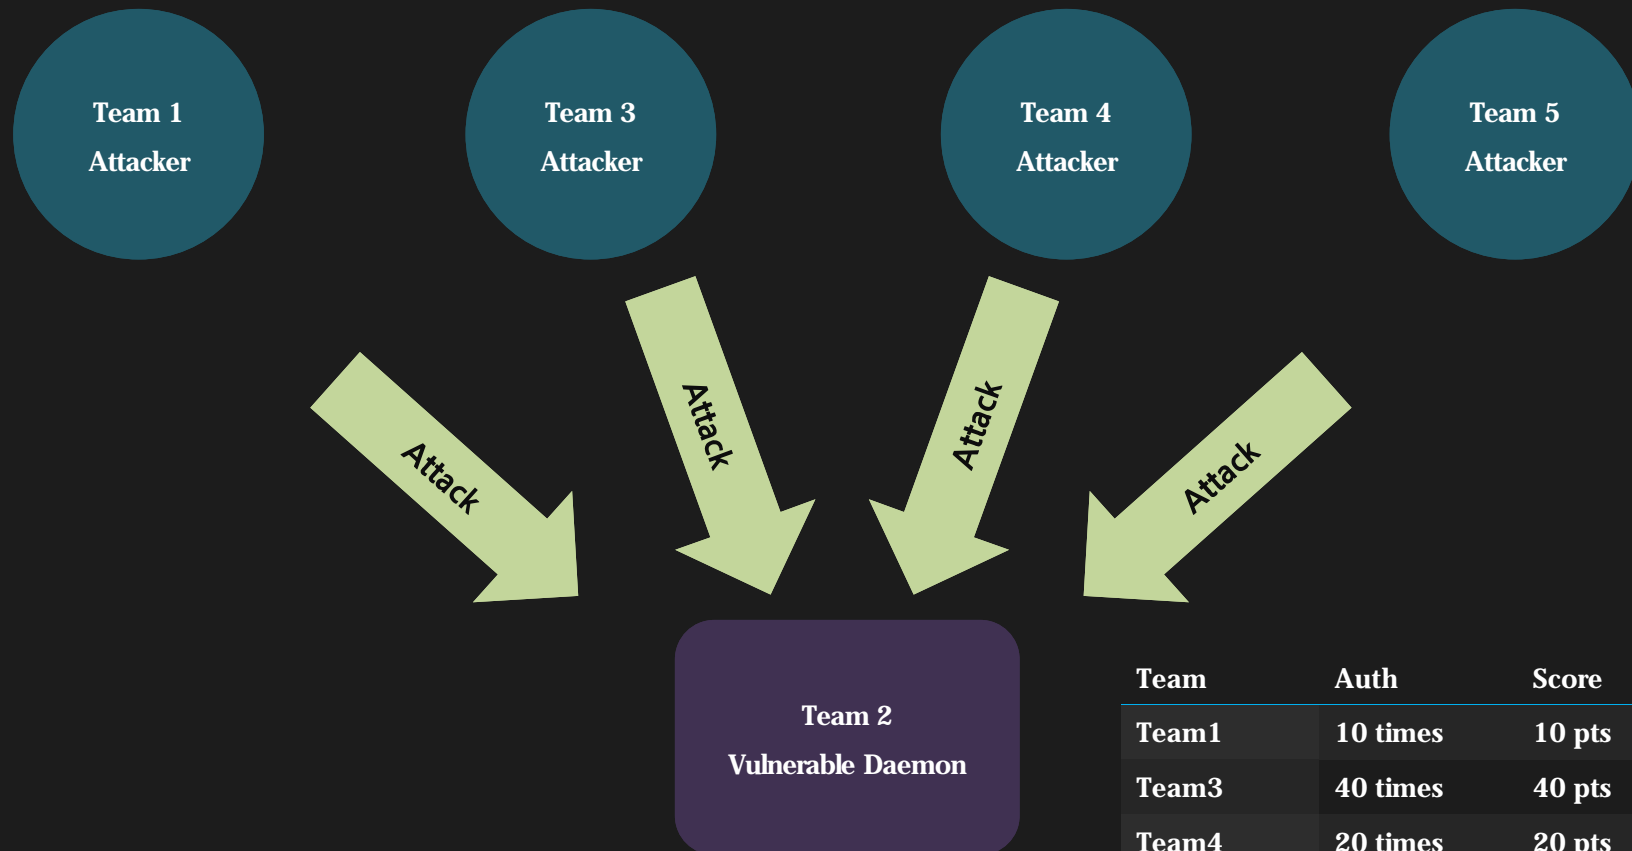 Team 1
Attacker
Team 3
Attacker
Team 4
Attacker
Team 5
Attacker
Attack
Attack
Attack
Attack
Team 2
Vulnerable Daemon
Team Auth Score
Team1 10 times 10 pts
Team3 40 times 40 pts
Team4 20 times 20 pts